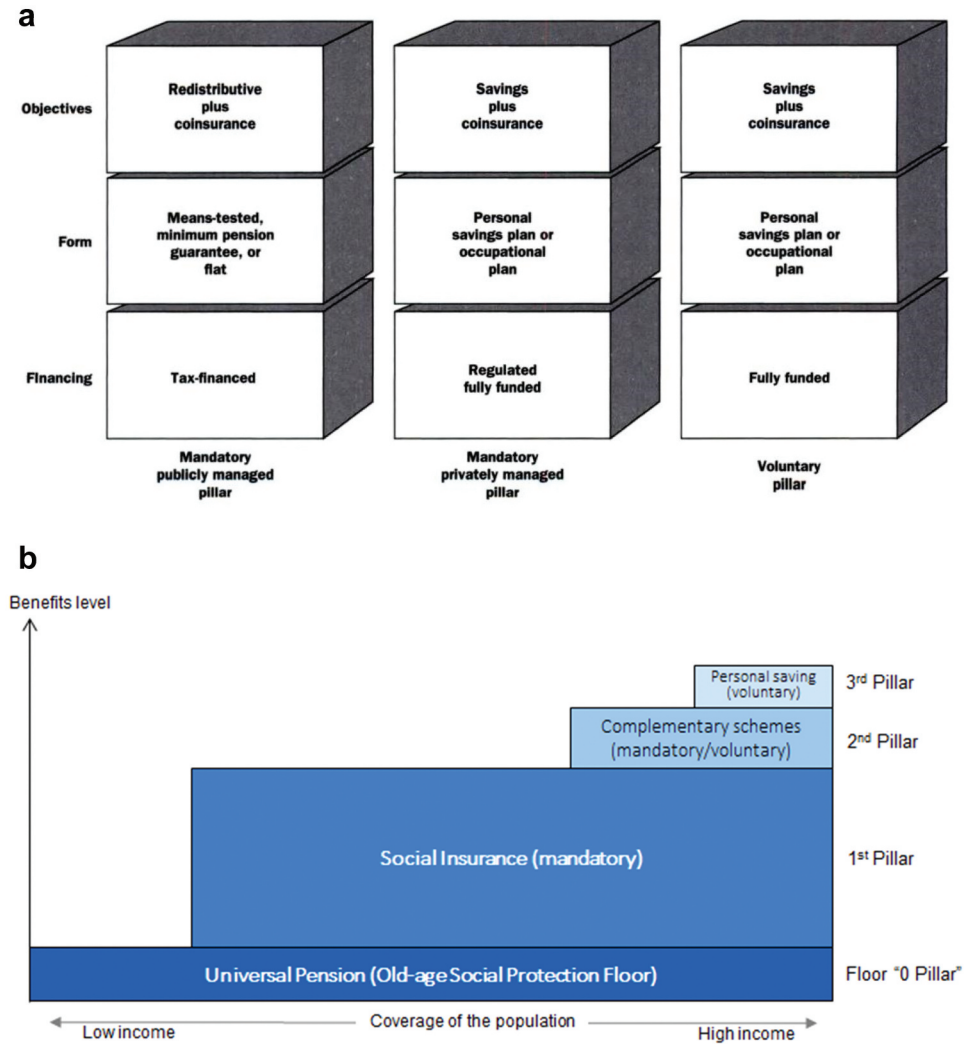 a
Objectives
Redistributive
plus
coinsurance
Savings
plus
coinsurance
Savings
plus
coinsurance
Form
Means-tested,
minimum pension
guarantee, or
flat
Personal
savings plan or
occupational
plan
Personal
savings plan or
occupational
plan
Financing
Tax-financed
Regulated
fully funded
Fully funded
Mandatory
publicly managed
pillar
Mandatory
privately managed
pillar
Voluntary
pillar
b
Benefits level
Personal saving
(voluntary)
3rd Pillar
Complementary schemes
(mandatory/voluntary)
2nd Pillar
Social Insurance (mandatory)
1st Pillar
Universal Pension (Old-age Social Protection Floor)
Floor "0 Pillar"
Low income
Coverage of the population
High income